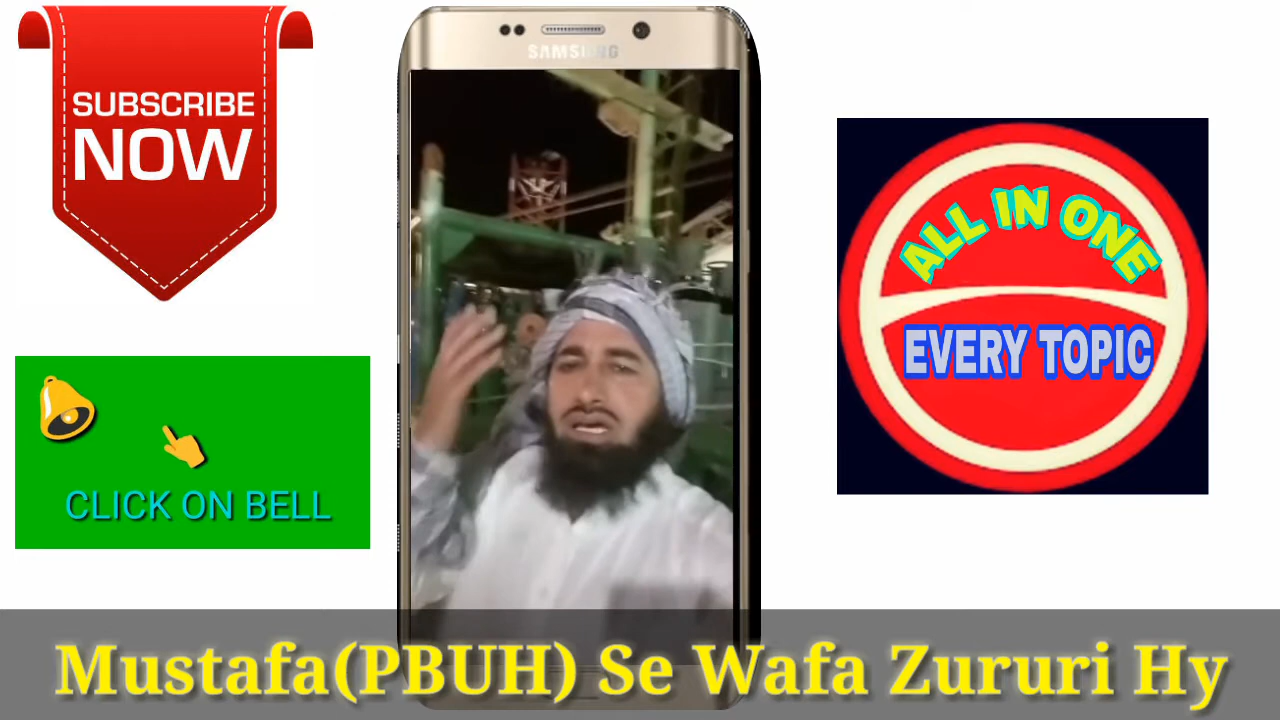 SUBSCRIBE
NOW
SAMSUNG
ALL IN ONE
EVERY TOPIC
CLICK ON BELL
Mustafa(PBUH) Se Wafa Zururi Hy